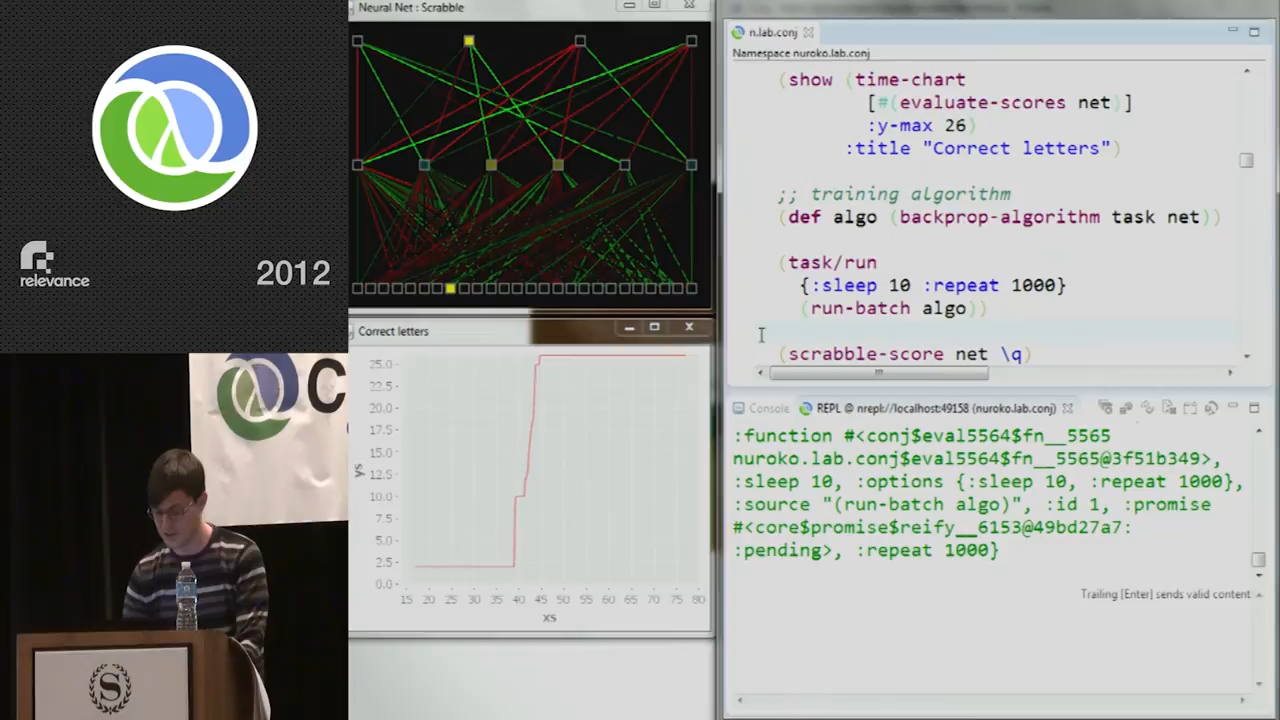 relevance
2012
C
S
Neural Net : Scrabble
Correct letters
25.0
22.5
20.0
17.5
15.0
12.5
10.0
7.5
5.0
2.5
0.0
ys
15 20 25 30 35 40 45 50 55 60 65 70 75 80
xs
n.lab.conj
Namespace nuroko.lab.conj
(show (time-chart
[#(evaluate-scores net)]
:y-max 26)
:title "Correct letters")
;; training algorithm
(def algo (backprop-algorithm task net))
(task/run
{:sleep 10 :repeat 1000}
(run-batch algo))
(scrabble-score net \q)
Console REPL @ nrepl://localhost:49158 (nuroko.lab.conj)
:function #<conj$eval5564$fn__5565
nuroko.lab.conj$eval5564$fn__5565@3f51b349>,
:sleep 10, :options {:sleep 10, :repeat 1000},
:source "(run-batch algo)", :id 1, :promise
#<core$promise$reify__6153@49bd27a7:
:pending>, :repeat 1000}
Trailing [Enter] sends valid content